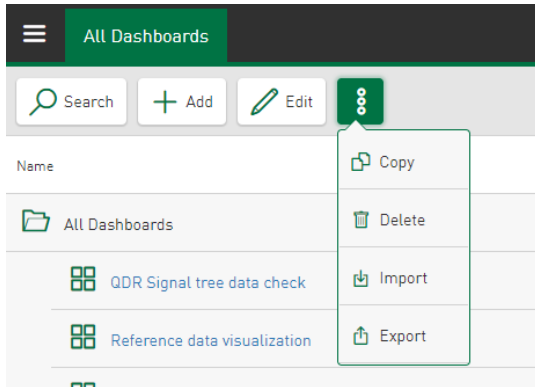 All Dashboards
Search
Add
Edit
Name
Copy
All Dashboards
Delete
QDR Signal tree data check
Import
Reference data visualization
Export